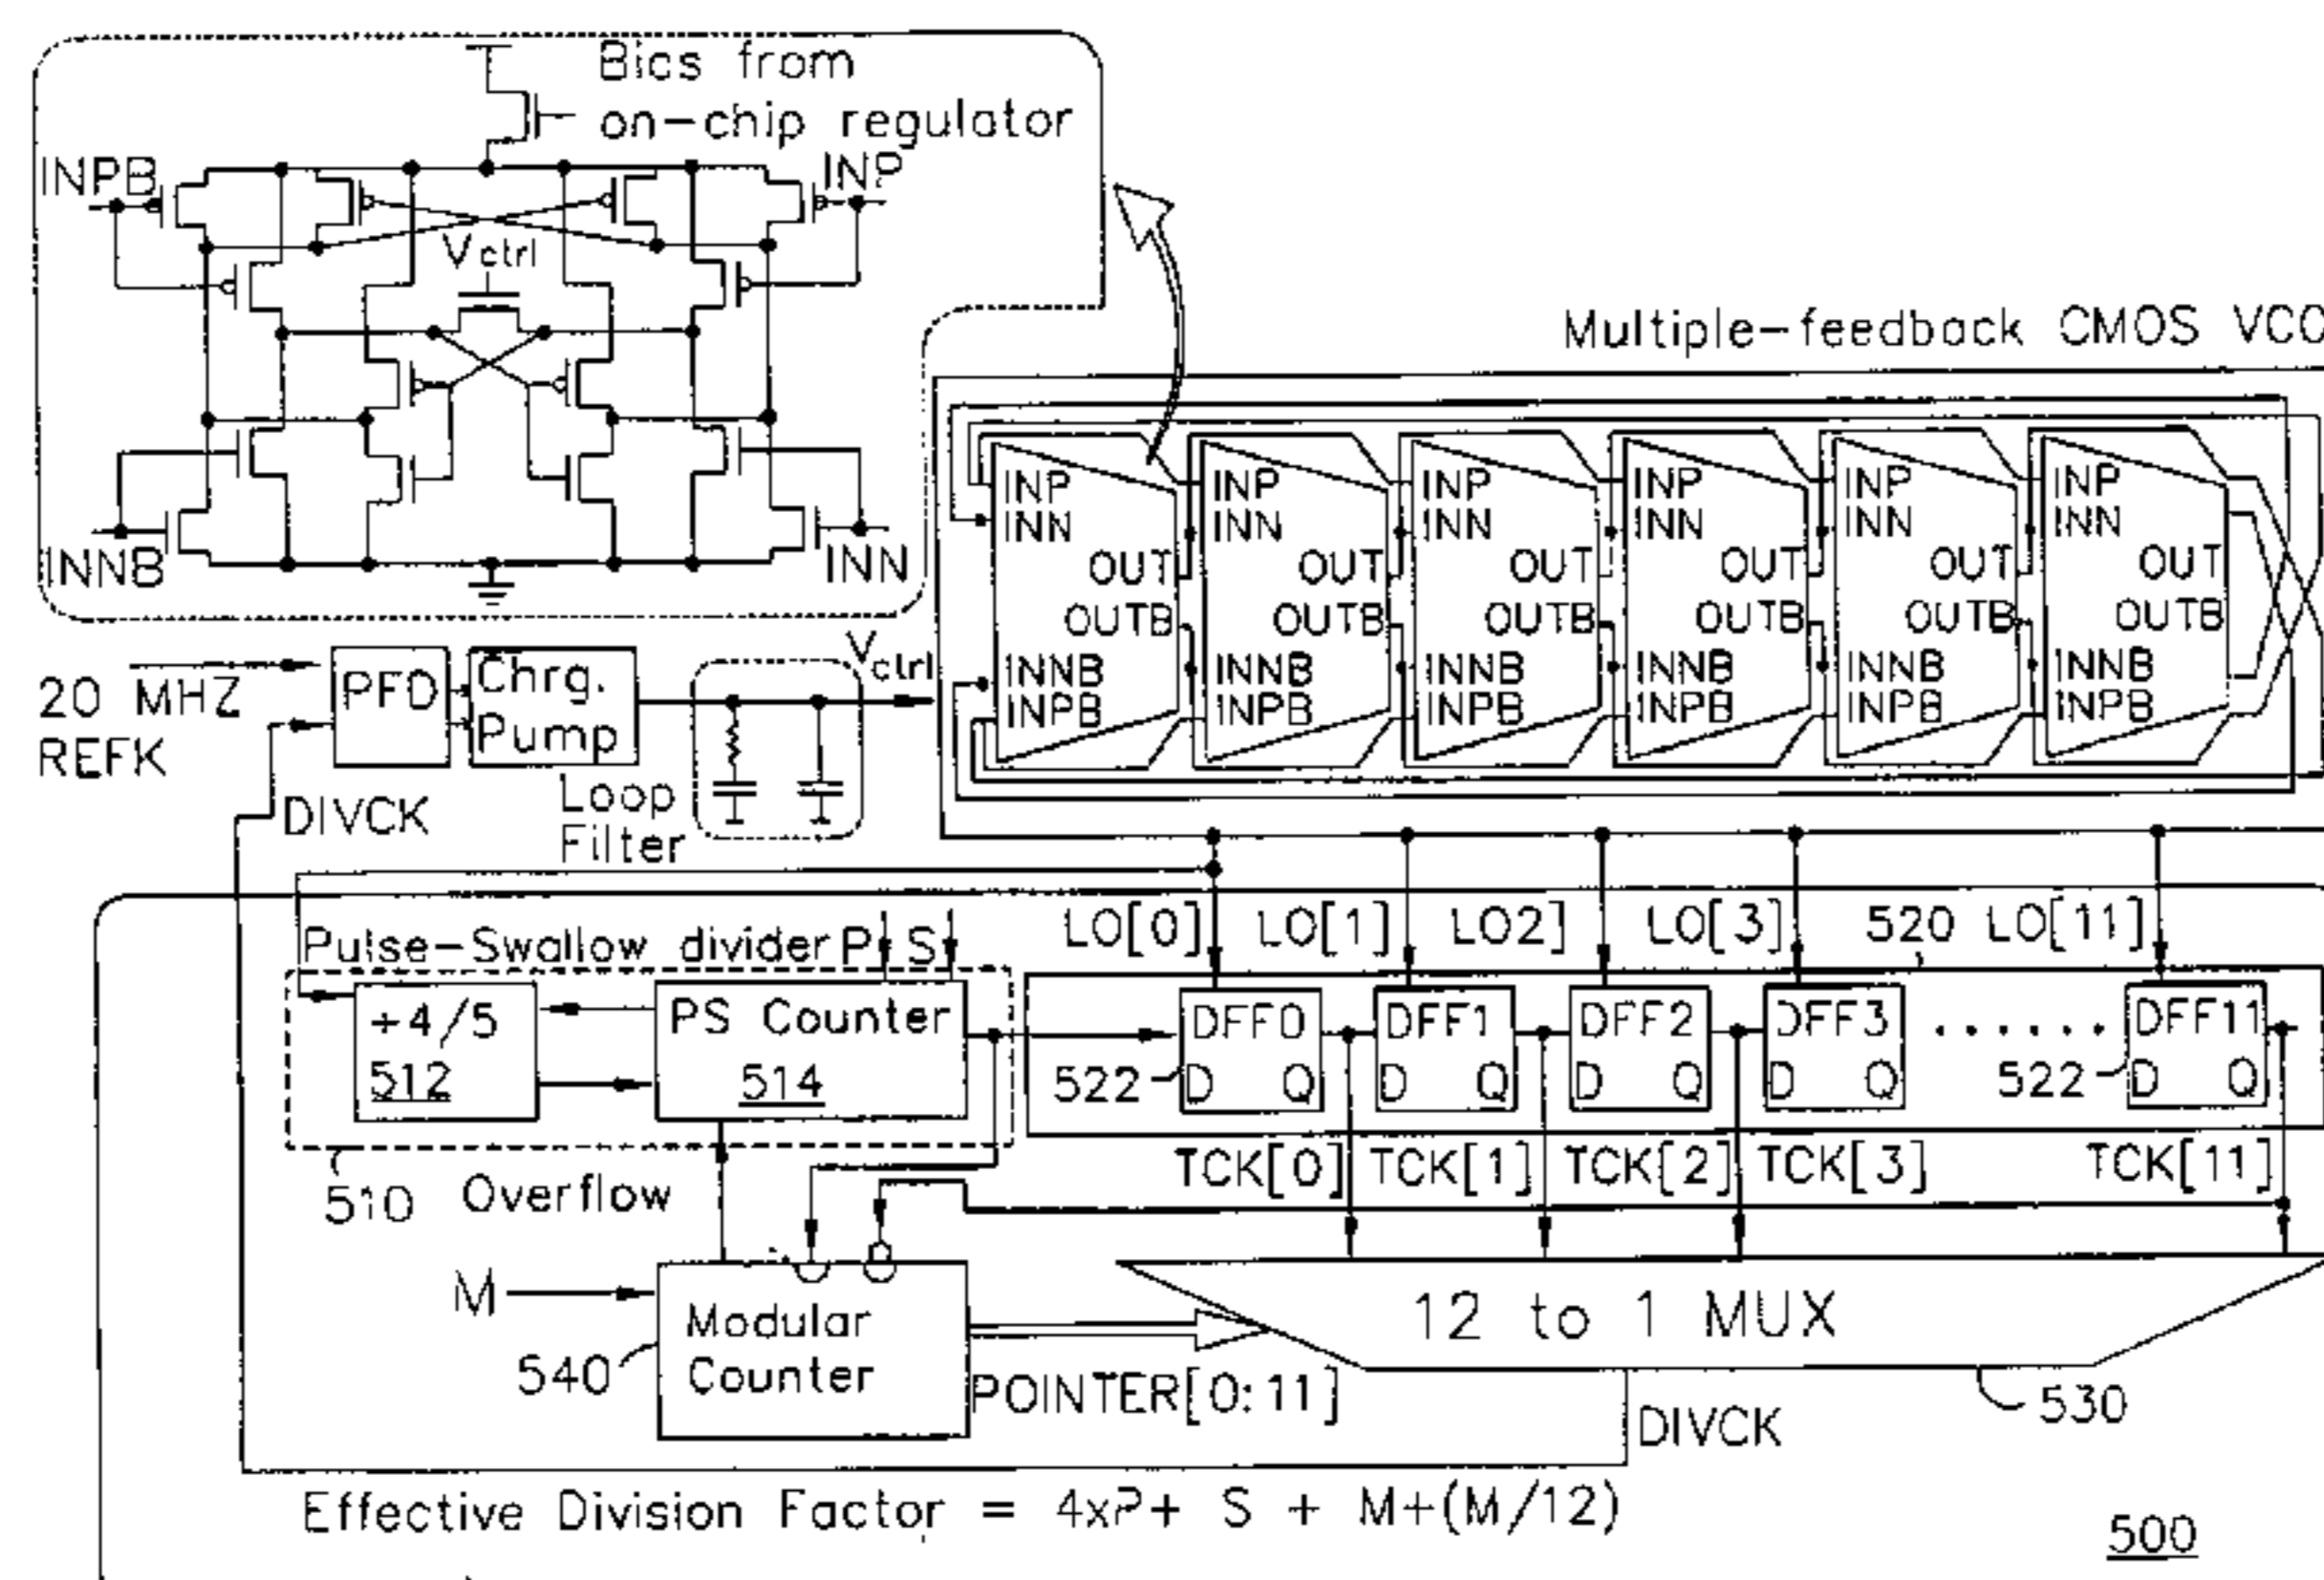 Bias from
on-chip regulator
INPB
INP
Vctrl
INNB
INN
Multiple-feedback CMOS VCO
INP INP INP INP INP INP
INN INN INN INN INN INN
OUT OUT OUT OUT OUT OUT
OUTB OUTB OUTB OUTB OUTB OUTB
INNB INNB INNB INNB INNB INNB
INPB INPB INPB INPB INPB INPB
20 MHZ
REFK
PFD
Chrg.
Pump
Vctrl
Loop
Filter
DIVCK
Pulse-Swallow divider P S
LO[0] LO[1] LO2] LO[3] 520 LO[11]
÷4/5
512
PS Counter
514
DFF0 DFF1 DFF2 DFF3 ...... DFF11
522 D Q D Q D Q D Q 522 D Q
TCK[0] TCK[1] TCK[2] TCK[3] TCK[11]
510
Overflow
M
Modular
Counter
540
12 to 1 MUX
POINTER[0:11]
530
DIVCK
Effective Division Factor = 4xP+ S + M+(M/12)
500